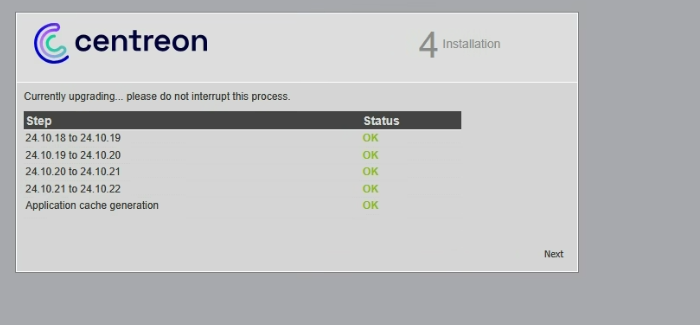 centreon
4 Installation
Currently upgrading... please do not interrupt this process.
Step Status
24.10.18 to 24.10.19 OK
24.10.19 to 24.10.20 OK
24.10.20 to 24.10.21 OK
24.10.21 to 24.10.22 OK
Application cache generation OK
Next